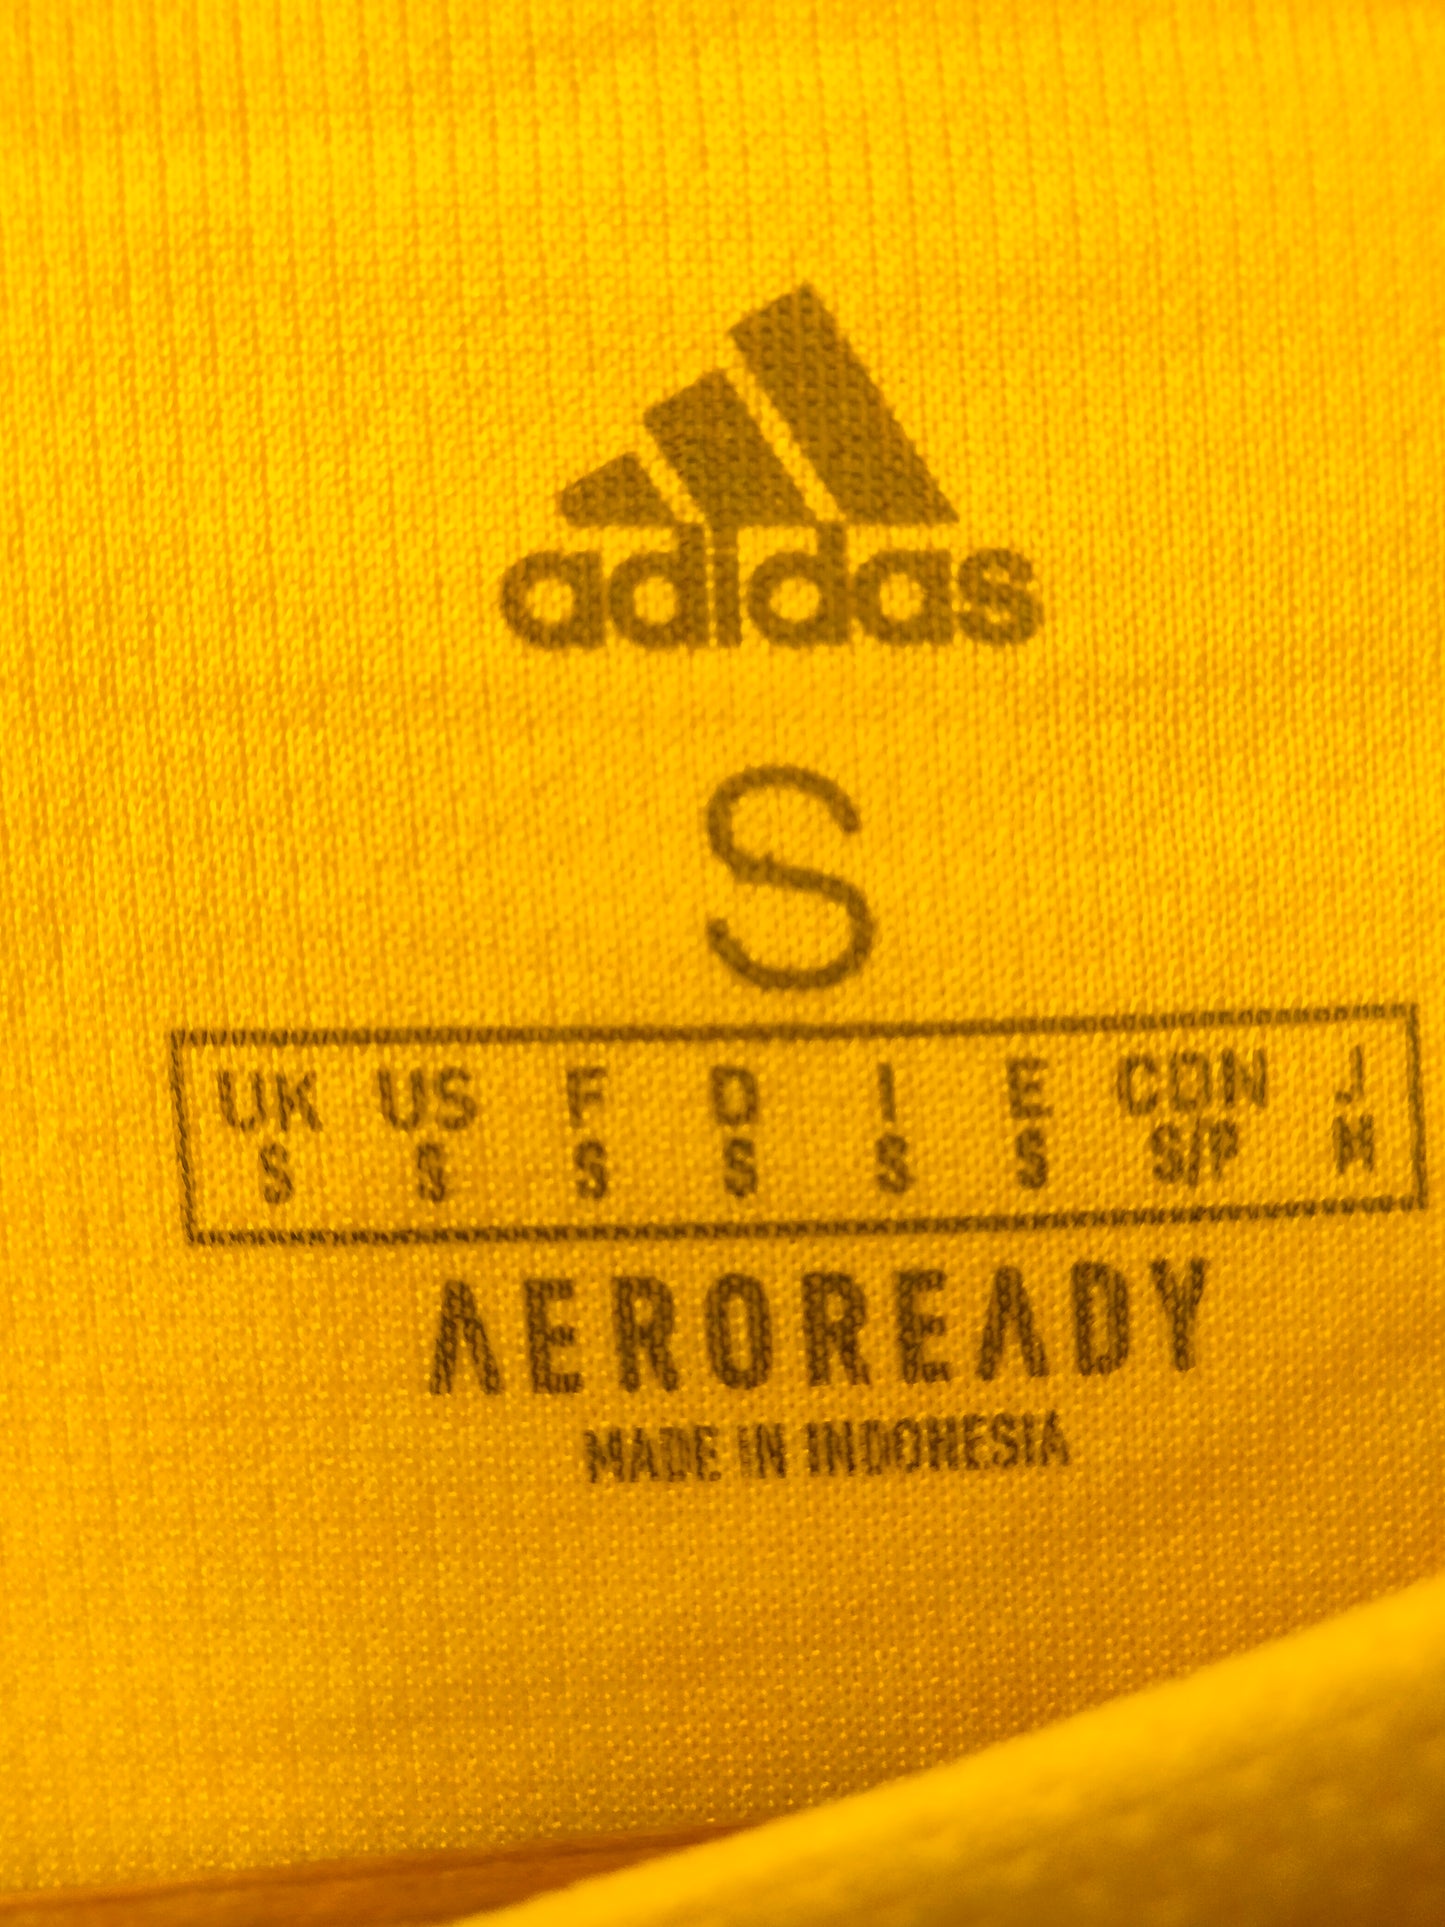 adidas
S
UK US F D I E CDN J
S S S S S S S/P M
AEROREADY
MADE IN INDONESIA